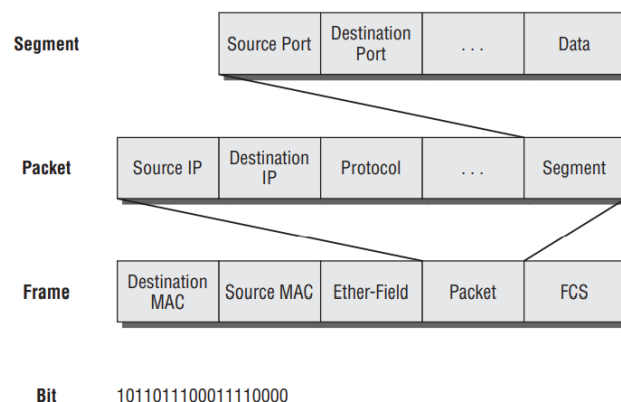 Segment
Source Port
Destination
Port
. . .
Data
Packet
Source IP
Destination
IP
Protocol
. . .
Segment
Frame
Destination
MAC
Source MAC
Ether-Field
Packet
FCS
Bit
1011011100011110000